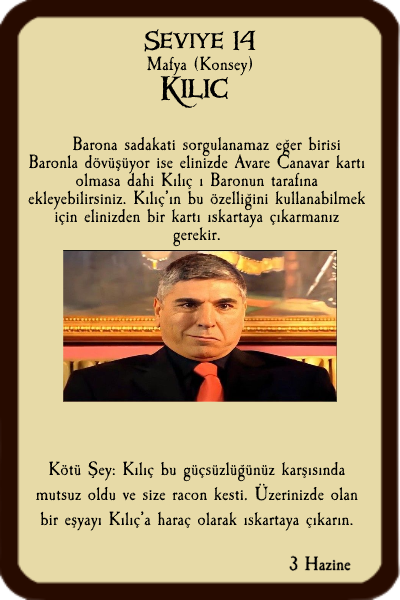 Seviye 14
Mafya (Konsey)
Kılıc
Barona sadakati sorgulanamaz eğer birisi
Baronla dövüşüyor ise elinizde Avare Canavar kartı
olmasa dahi Kılıç ı Baronun tarafına
ekleyebilirsiniz. Kılıç'ın bu özelliğini kullanabilmek
için elinizden bir kartı ıskartaya çıkarmanız
gerekir.
Kötü Şey: Kılıç bu güçsüzlüğünüz karşısında
mutsuz oldu ve size racon kesti. Üzerinizde olan
bir eşyayı Kılıç'a haraç olarak ıskartaya çıkarın.
3 Hazine